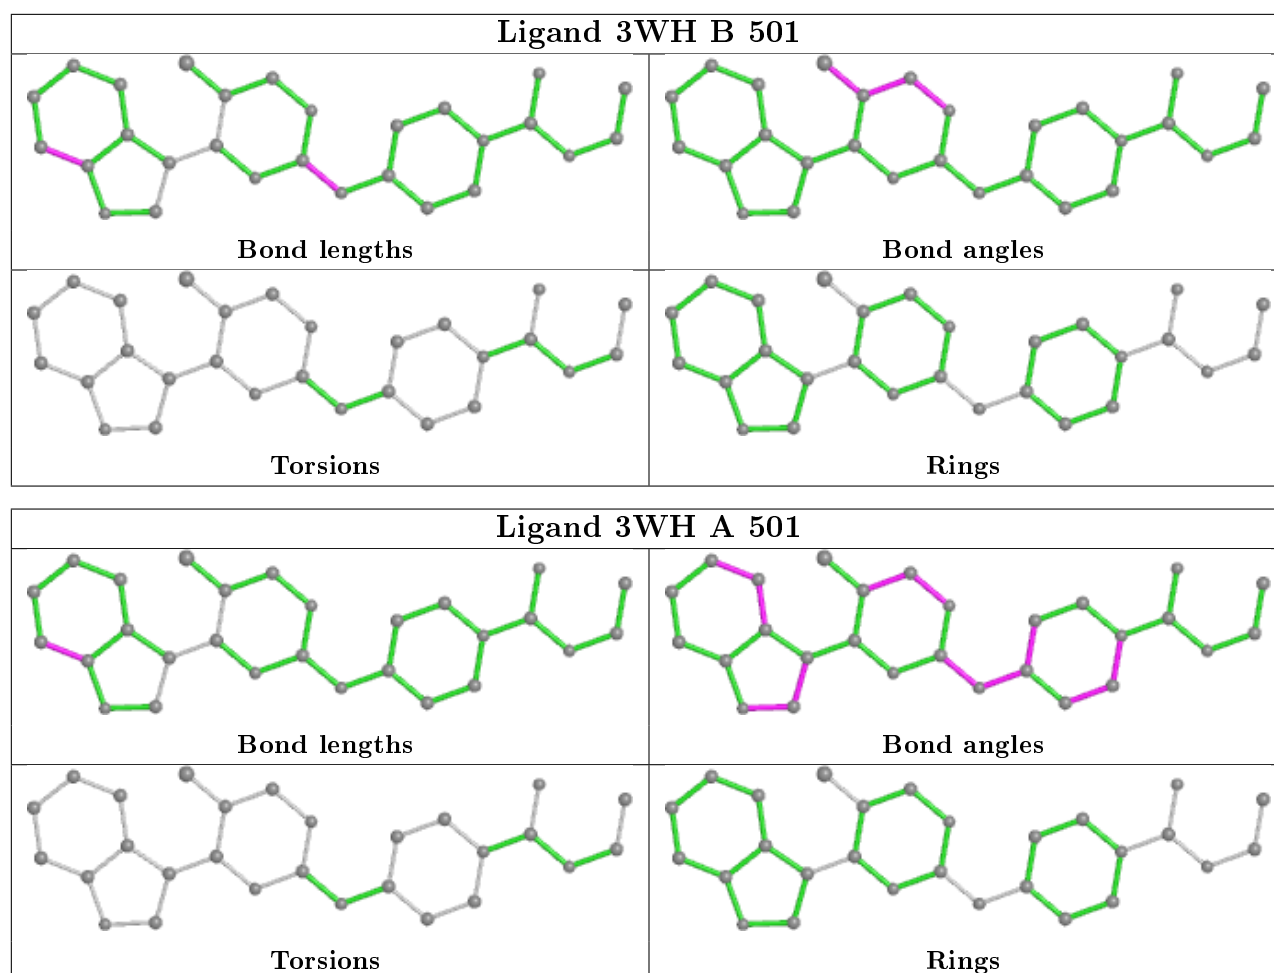 Ligand 3WH B 501
Bond lengths
Bond angles
Torsions
Rings
Ligand 3WH A 501
Bond lengths
Bond angles
Torsions
Rings